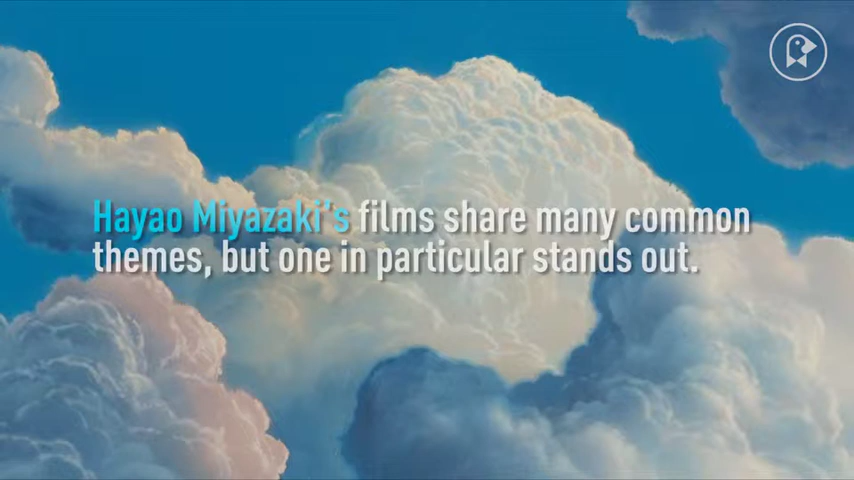 Hayao Miyazaki's films share many common
themes, but one in particular stands out.